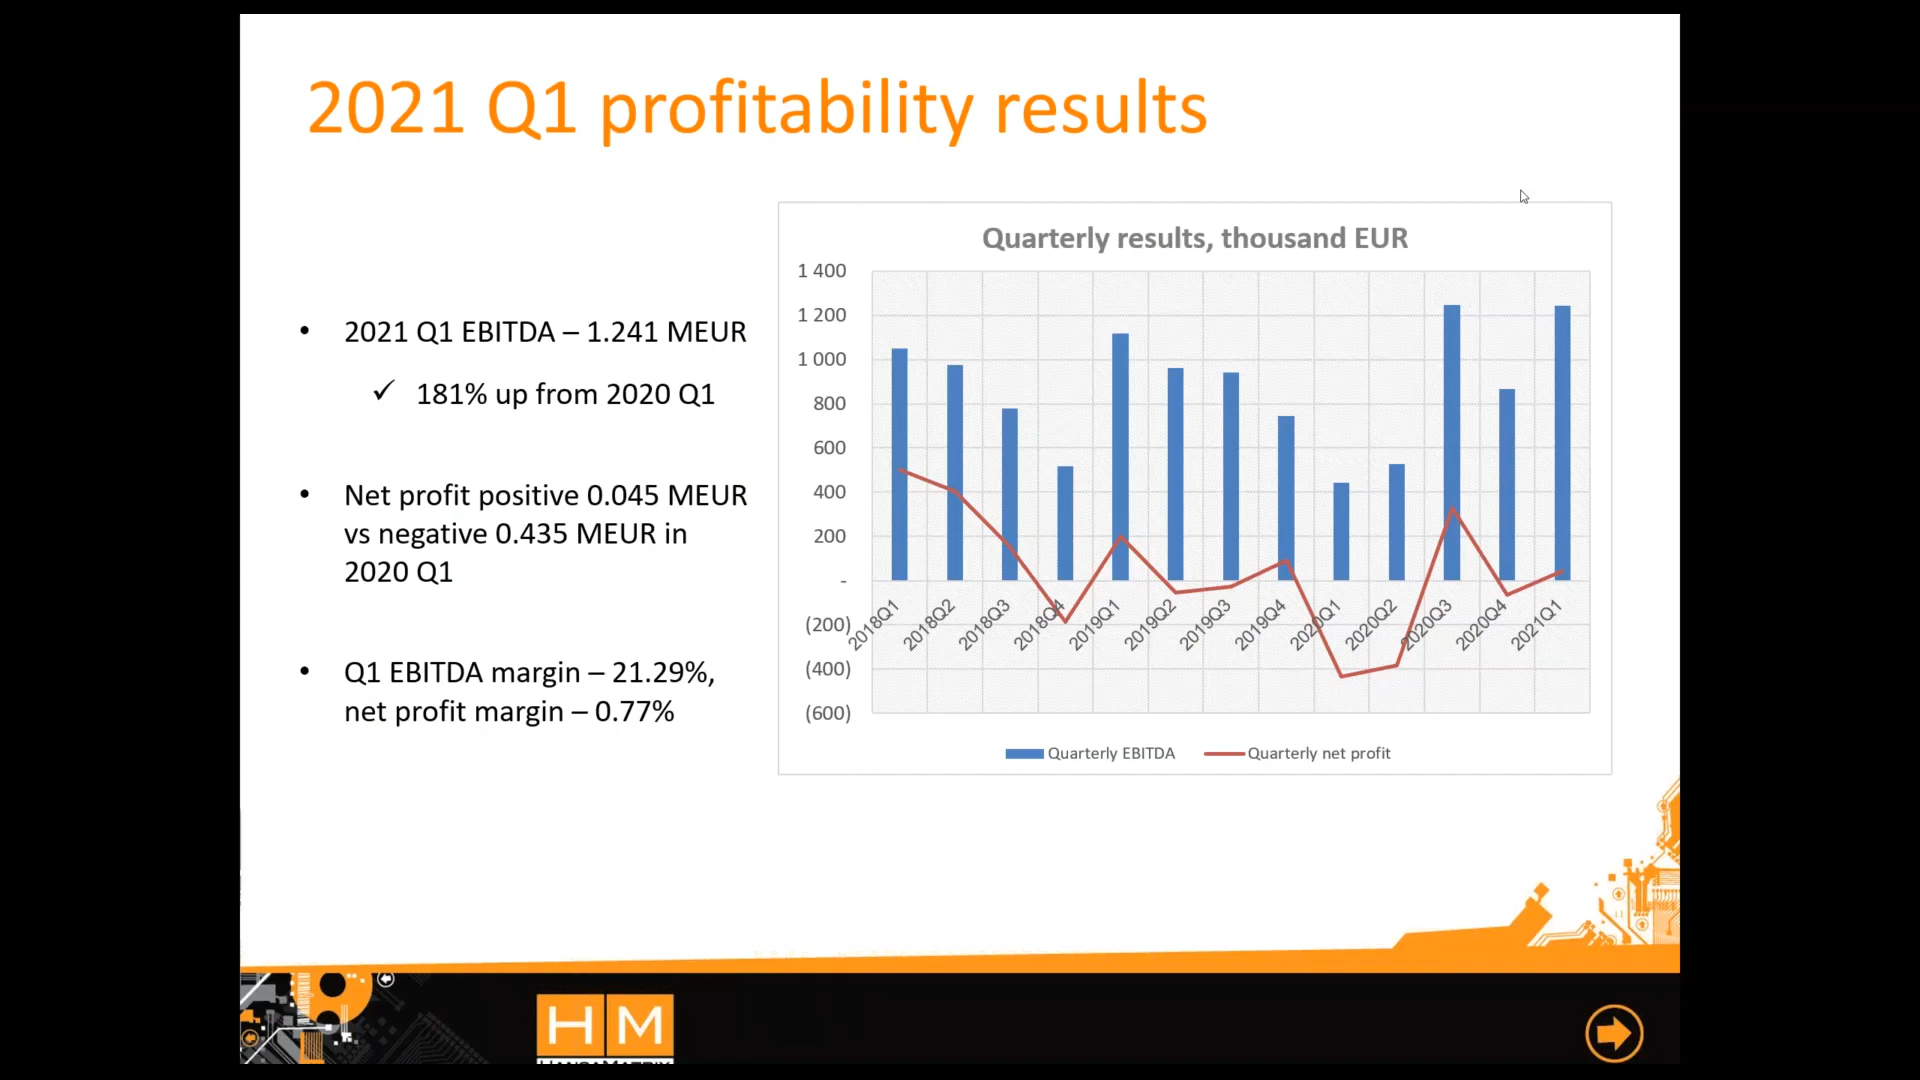 2021 Q1 profitability results
• 2021 Q1 EBITDA – 1.241 MEUR
✓ 181% up from 2020 Q1
• Net profit positive 0.045 MEUR
vs negative 0.435 MEUR in
2020 Q1
• Q1 EBITDA margin – 21.29%,
net profit margin – 0.77%
Quarterly results, thousand EUR
1 400
1 200
1 000
800
600
400
200
-
(200)
(400)
(600)
2018Q1
2018Q2
2018Q3
2018Q4
2019Q1
2019Q2
2019Q3
2019Q4
2020Q1
2020Q2
2020Q3
2020Q4
2021Q1
Quarterly EBITDA
Quarterly net profit
HM
HANSAMATRIX